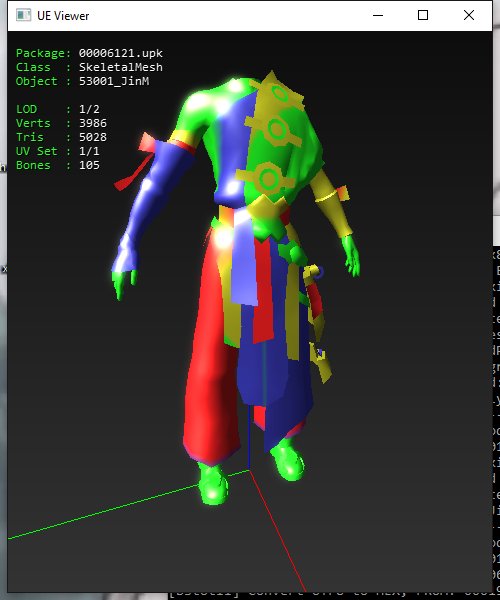 UE Viewer
Package: 00006121.upk
Class : SkeletalMesh
Object : 53001_JinM
LOD : 1/2
Verts : 3986
Tris : 5028
UV Set : 1/1
Bones : 105